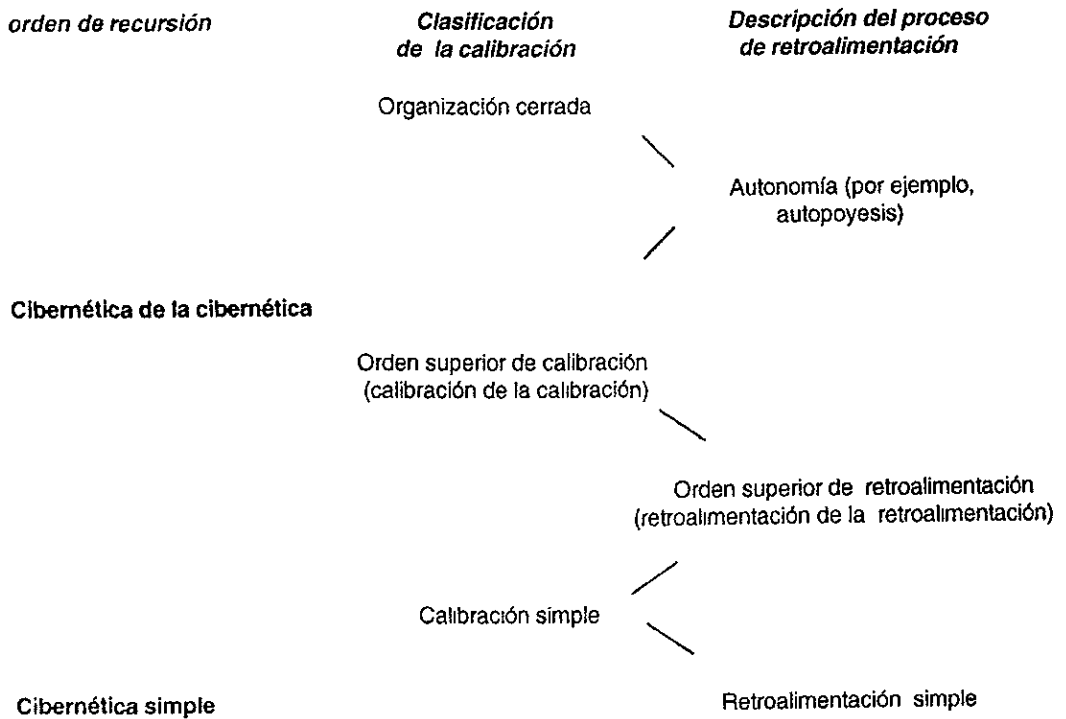 orden de recursión
Clasificación
de la calibración
Descripción del proceso
de retroalimentación
Organización cerrada
Autonomía (por ejemplo,
autopoyesis)
Cibernética de la cibernética
Orden superior de calibración
(calibración de la calibración)
Orden superior de retroalimentación
(retroalimentación de la retroalimentación)
Calibración simple
Cibernética simple
Retroalimentación simple